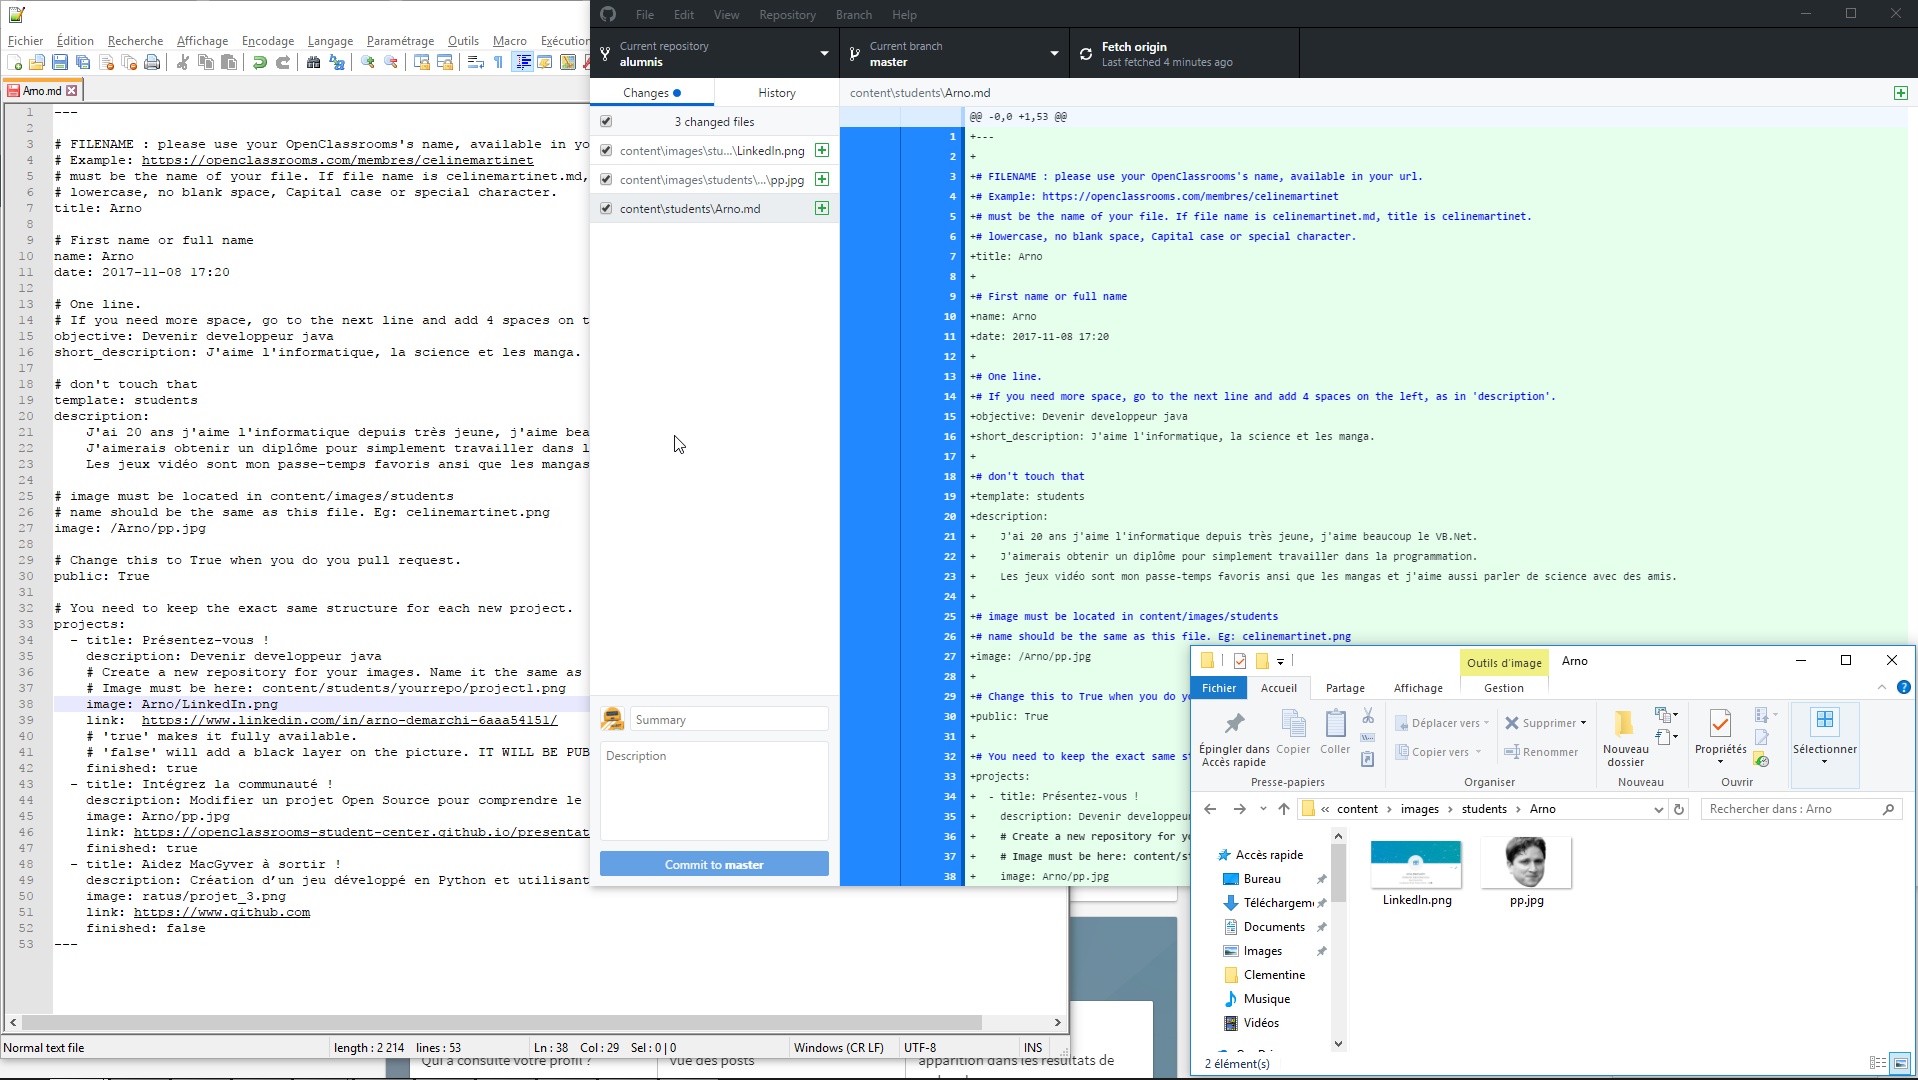 Fichier Édition Recherche Affichage Encodage Langage Paramétrage Outils Macro Exécution
Arno.md
1 ---
2
3 # FILENAME : please use your OpenClassrooms's name, available in yo
4 # Example: https://openclassrooms.com/membres/celinemartinet
5 # must be the name of your file. If file name is celinemartinet.md,
6 # lowercase, no blank space, Capital case or special character.
7 title: Arno
8
9 # First name or full name
10 name: Arno
11 date: 2017-11-08 17:20
12
13 # One line.
14 # If you need more space, go to the next line and add 4 spaces on t
15 objective: Devenir developpeur java
16 short_description: J'aime l'informatique, la science et les manga.
17
18 # don't touch that
19 template: students
20 description:
21 J'ai 20 ans j'aime l'informatique depuis très jeune, j'aime bea
22 J'aimerais obtenir un diplôme pour simplement travailler dans l
23 Les jeux vidéo sont mon passe-temps favoris ansi que les mangas
24
25 # image must be located in content/images/students
26 # name should be the same as this file. Eg: celinemartinet.png
27 image: /Arno/pp.jpg
28
29 # Change this to True when you do you pull request.
30 public: True
31
32 # You need to keep the exact same structure for each new project.
33 projects:
34 - title: Présentez-vous !
35 description: Devenir developpeur java
36 # Create a new repository for your images. Name it the same as
37 # Image must be here: content/students/yourrepo/project1.png
38 image: Arno/LinkedIn.png
39 link: https://www.linkedin.com/in/arno-demarchi-6aaa54151/
40 # 'true' makes it fully available.
41 # 'false' will add a black layer on the picture. IT WILL BE PUB
42 finished: true
43 - title: Intégrez la communauté !
44 description: Modifier un projet Open Source pour comprendre le
45 image: Arno/pp.jpg
46 link: https://openclassrooms-student-center.github.io/presentat
47 finished: true
48 - title: Aidez MacGyver à sortir !
49 description: Création d’un jeu développé en Python et utilisant
50 image: ratus/projet_3.png
51 link: https://www.github.com
52 finished: false
53 ---
Normal text file length : 2 214 lines : 53 Ln : 38 Col : 29 Sel : 0 | 0 Windows (CR LF) UTF-8 INS
Qui a consulté votre profil ? Vue des posts apparition dans les résultats de
File Edit View Repository Branch Help
Current repository
alumnis
Current branch
master
Fetch origin
Last fetched 4 minutes ago
Changes History
3 changed files
content\images\stu...\LinkedIn.png
content\images\students\...\pp.jpg
content\students\Arno.md
Summary
Description
Commit to master
content\students\Arno.md
@@ -0,0 +1,53 @@
1 +---
2 +
3 +# FILENAME : please use your OpenClassrooms's name, available in your url.
4 +# Example: https://openclassrooms.com/membres/celinemartinet
5 +# must be the name of your file. If file name is celinemartinet.md, title is celinemartinet.
6 +# lowercase, no blank space, Capital case or special character.
7 +title: Arno
8 +
9 +# First name or full name
10 +name: Arno
11 +date: 2017-11-08 17:20
12 +
13 +# One line.
14 +# If you need more space, go to the next line and add 4 spaces on the left, as in 'description'.
15 +objective: Devenir developpeur java
16 +short_description: J'aime l'informatique, la science et les manga.
17 +
18 +# don't touch that
19 +template: students
20 +description:
21 + J'ai 20 ans j'aime l'informatique depuis très jeune, j'aime beaucoup le VB.Net.
22 + J'aimerais obtenir un diplôme pour simplement travailler dans la programmation.
23 + Les jeux vidéo sont mon passe-temps favoris ansi que les mangas et j'aime aussi parler de science avec des amis.
24 +
25 +# image must be located in content/images/students
26 +# name should be the same as this file. Eg: celinemartinet.png
27 +image: /Arno/pp.jpg
28 +
29 +# Change this to True when you do y
30 +public: True
31 +
32 +# You need to keep the exact same s
33 +projects:
34 + - title: Présentez-vous !
35 + description: Devenir developpeu
36 + # Create a new repository for y
37 + # Image must be here: content/s
38 + image: Arno/pp.jpg
Outils d'image Arno
Fichier Accueil Partage Affichage Gestion
Épingler dans Accès rapide
Copier
Coller
Déplacer vers
Copier vers
Supprimer
Renommer
Nouveau dossier
Propriétés
Sélectionner
Presse-papiers Organiser Nouveau Ouvrir
« content › images › students › Arno
Rechercher dans : Arno
Accès rapide
Bureau
Téléchargem
Documents
Images
Clementine
Musique
Vidéos
LinkedIn.png
pp.jpg
2 élément(s)